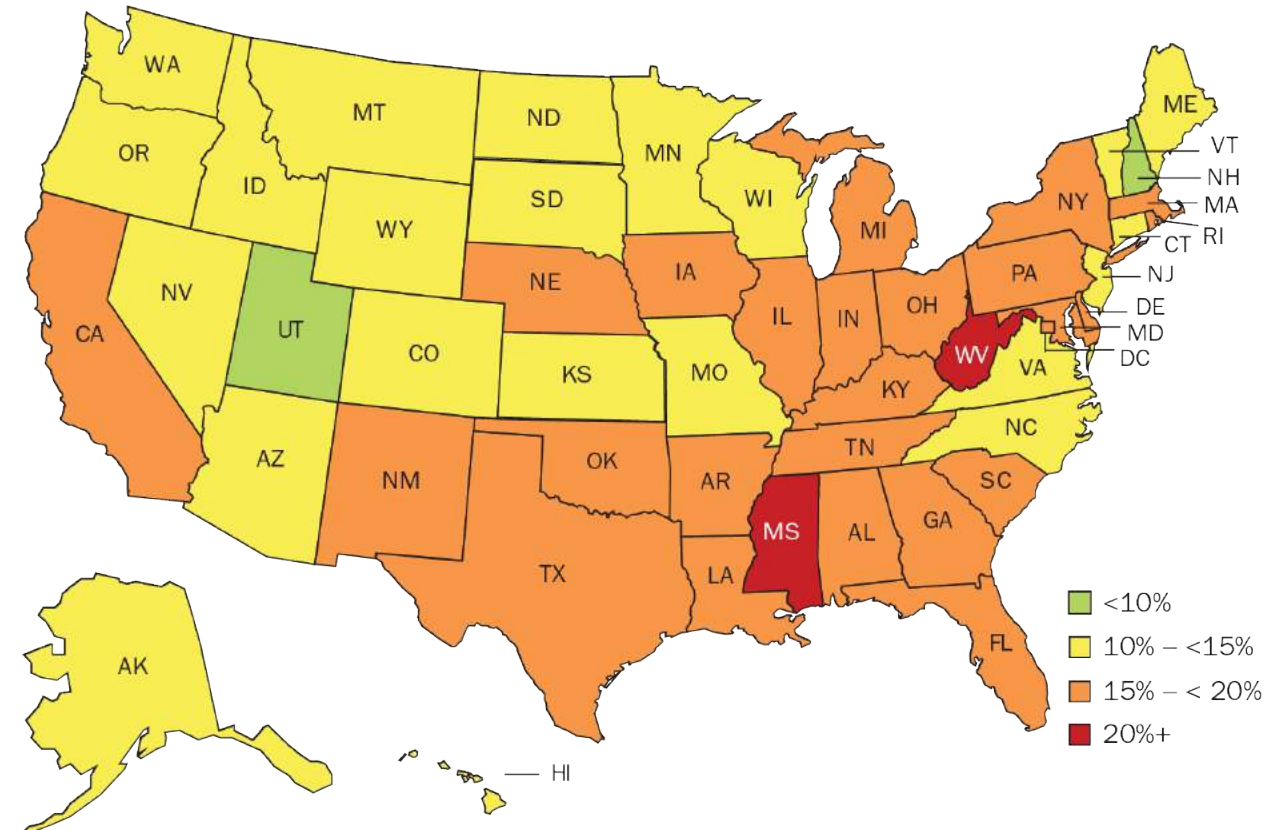 WA
MT
ND
MN
ME
OR
ID
SD
WI
VT
NH
WY
NY
MA
MI
RI
CT
NE
IA
PA
NJ
NV
IL
IN
OH
DE
CA
UT
MD
CO
WV
DC
KS
MO
VA
KY
NC
TN
AZ
NM
OK
AR
SC
MS
AL
GA
TX
LA
FL
AK
HI
<10%
10% – <15%
15% – < 20%
20%+